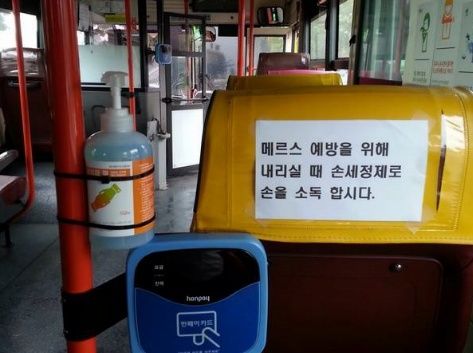 메르스 예방을 위해
내리실 때 손세정제로
손을 소독 합시다.
hanpay
한페이카드